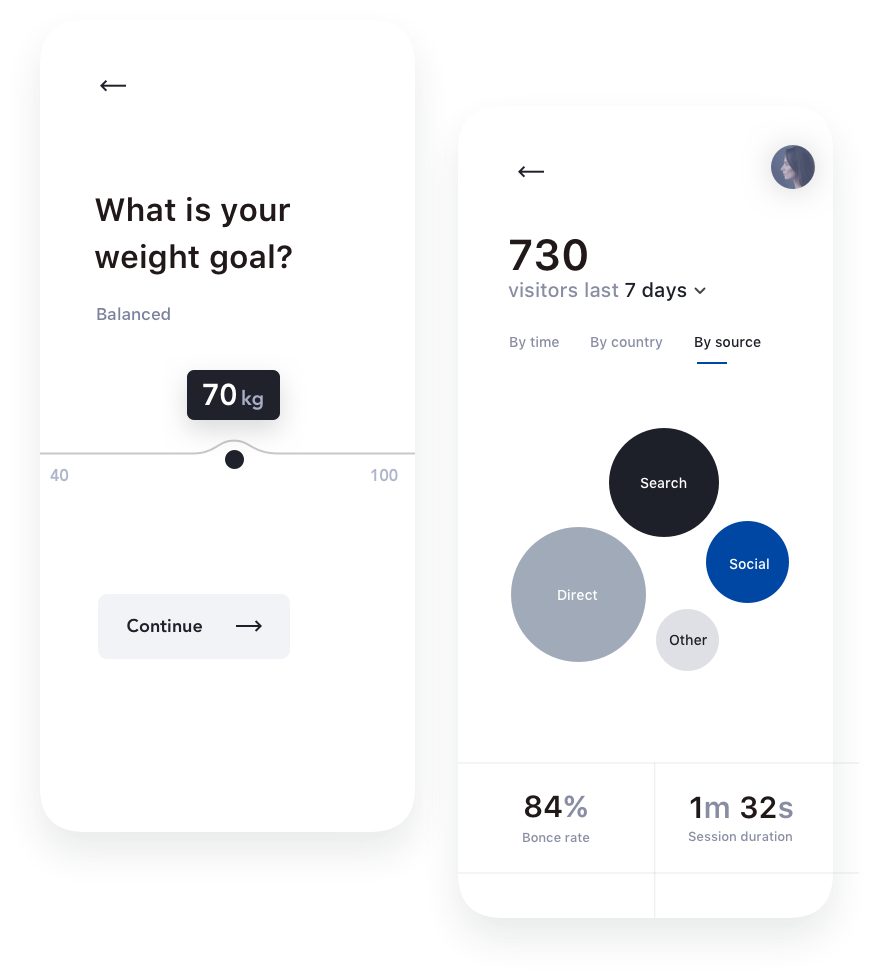 What is your
weight goal?
Balanced
70 kg
40
100
Continue
730
visitors last 7 days
By time
By country
By source
Search
Direct
Social
Other
84%
Bonce rate
1m 32s
Session duration